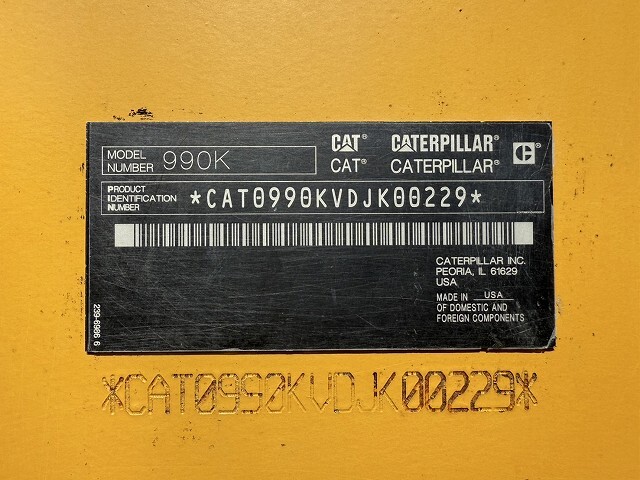 MODEL NUMBER 990K
CAT® CATERPILLAR®
CAT® CATERPILLAR®
PRODUCT IDENTIFICATION NUMBER *CAT0990KVDJK00229*
CATERPILLAR INC.
PEORIA, IL 61629
USA
MADE IN USA
OF DOMESTIC AND
FOREIGN COMPONENTS
*CAT0990KVDJK00229*